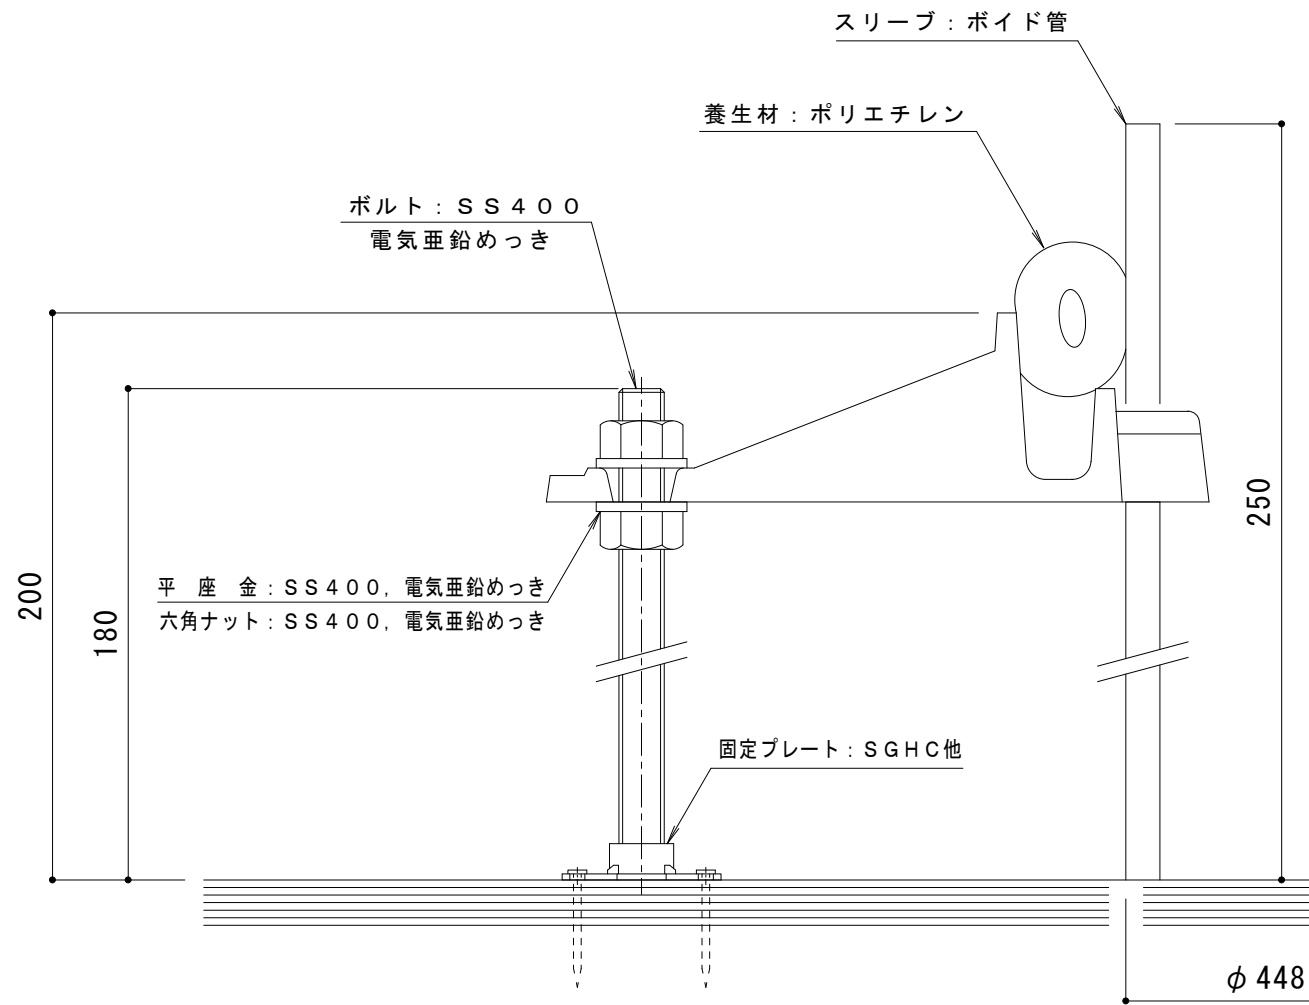 スリーブ：ボイド管
養生材：ポリエチレン
ボルト：ＳＳ４００
電気亜鉛めっき
250
200
180
平　座　金：ＳＳ４００，電気亜鉛めっき
六角ナット：ＳＳ４００，電気亜鉛めっき
固定プレート：ＳＧＨＣ他
φ448